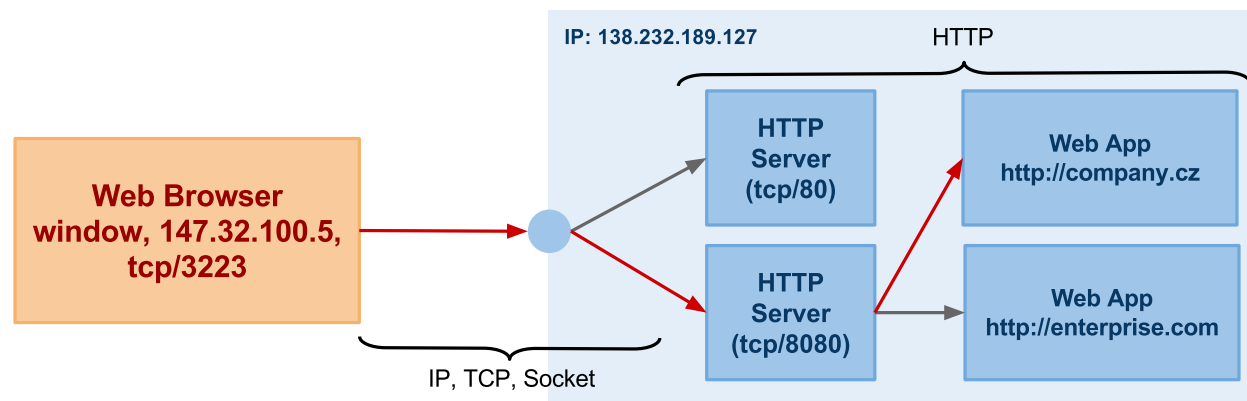 IP: 138.232.189.127
HTTP
HTTP
Server
(tcp/80)
Web App
http://company.cz
Web Browser
window, 147.32.100.5,
tcp/3223
HTTP
Server
(tcp/8080)
Web App
http://enterprise.com
IP, TCP, Socket